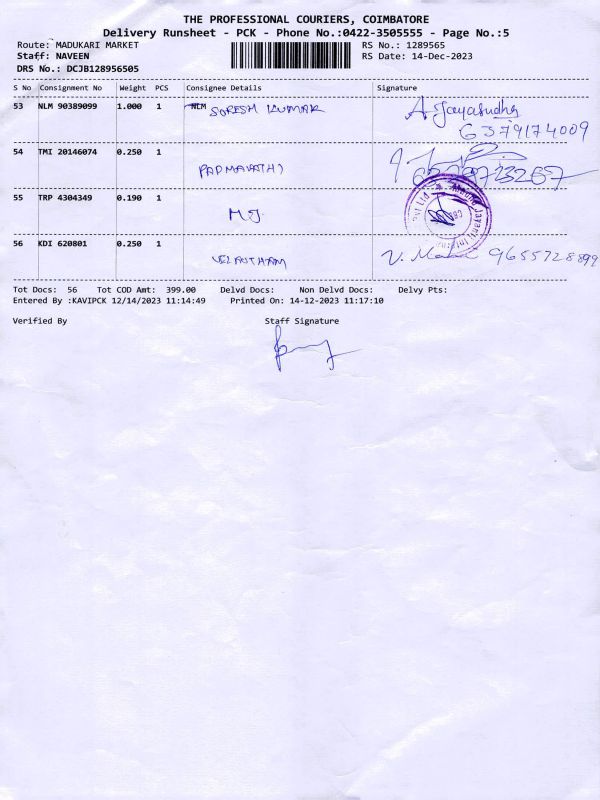 THE PROFESSIONAL COURIERS, COIMBATORE
Delivery Runsheet - PCK - Phone No.:0422-3505555 - Page No.:5
Route: MADUKARI MARKET
RS No.: 1289565
Staff: NAVEEN
RS Date: 14-Dec-2023
DRS No.: DCJB128956505
S No Consignment No Weight PCS Consignee Details Signature
53 NLM 90389099 1.000 1 NLM SURESH KUMAR A. Jayasudha
6379174009
54 TMI 20146074 0.250 1
PADMAVATHI
55 TRP 4304349 0.190 1
MJ
56 KDI 620801 0.250 1 9655728899
Tot Docs: 56 Tot COD Amt: 399.00 Delvd Docs: Non Delvd Docs: Delvy Pts:
Entered By :KAVIPCK 12/14/2023 11:14:49 Printed On: 14-12-2023 11:17:10
Verified By Staff Signature